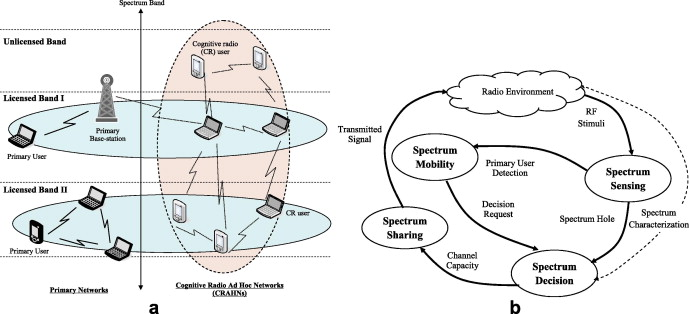 Spectrum Band
Unlicensed Band
Cognitive radio
(CR) user
Licensed Band I
Primary
Base-station
Primary User
Licensed Band II
CR user
Primary User
Primary Networks
Cognitive Radio Ad Hoc Networks
(CRAHNs)
a
Radio Environment
Transmitted
Signal
RF
Stimuli
Spectrum
Mobility
Primary User
Detection
Spectrum
Sensing
Decision
Request
Spectrum Hole
Spectrum
Characterization
Spectrum
Sharing
Channel
Capacity
Spectrum
Decision
b